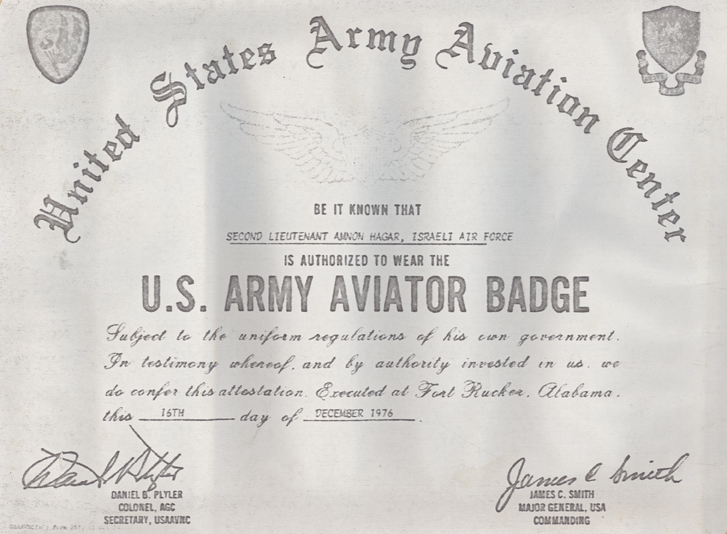 United States Army Aviation Center
BE IT KNOWN THAT
SECOND LIEUTENANT AMNON HAGAR, ISRAELI AIR FORCE
IS AUTHORIZED TO WEAR THE
U.S. ARMY AVIATOR BADGE
Subject to the uniform regulations of his own government.
In testimony whereof, and by authority invested in us, we
do confer this attestation. Executed at Fort Rucker, Alabama,
this 16TH day of DECEMBER 1976.
James C Smith
DANIEL B. PLYLER
COLONEL, AGC
SECRETARY, USAAVNC
JAMES C. SMITH
MAJOR GENERAL, USA
COMMANDING